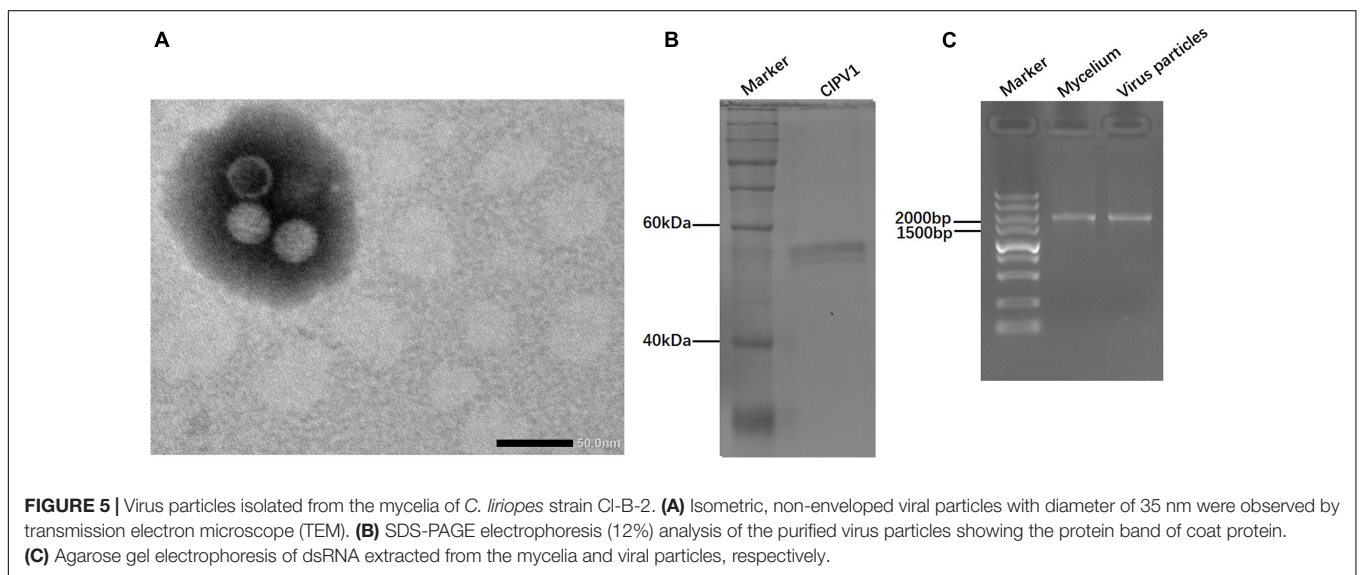 A
B
C
Marker
ClPV1
Marker
Mycelium
Virus particles
60kDa
40kDa
2000bp
1500bp
50.0nm
FIGURE 5 | Virus particles isolated from the mycelia of C. liriopes strain Cl-B-2. (A) Isometric, non-enveloped viral particles with diameter of 35 nm were observed by
transmission electron microscope (TEM). (B) SDS-PAGE electrophoresis (12%) analysis of the purified virus particles showing the protein band of coat protein.
(C) Agarose gel electrophoresis of dsRNA extracted from the mycelia and viral particles, respectively.